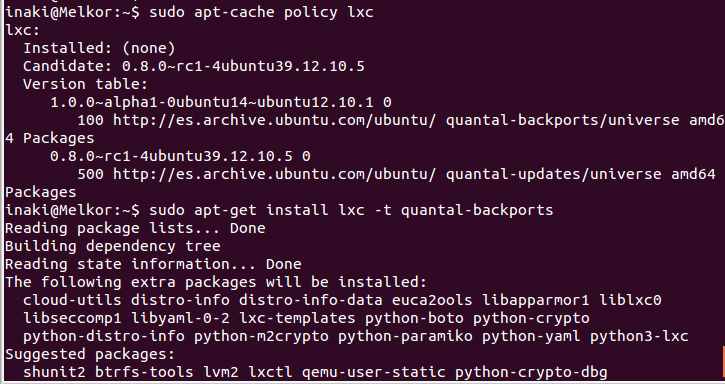 inaki@Melkor:~$ sudo apt-cache policy lxc
lxc:
  Installed: (none)
  Candidate: 0.8.0~rc1-4ubuntu39.12.10.5
  Version table:
     1.0.0~alpha1-0ubuntu14~ubuntu12.10.1 0
        100 http://es.archive.ubuntu.com/ubuntu/ quantal-backports/universe amd6
4 Packages
     0.8.0~rc1-4ubuntu39.12.10.5 0
        500 http://es.archive.ubuntu.com/ubuntu/ quantal-updates/universe amd64
Packages
inaki@Melkor:~$ sudo apt-get install lxc -t quantal-backports
Reading package lists... Done
Building dependency tree
Reading state information... Done
The following extra packages will be installed:
  cloud-utils distro-info distro-info-data euca2ools libapparmor1 liblxc0
  libseccomp1 libyaml-0-2 lxc-templates python-boto python-crypto
  python-distro-info python-m2crypto python-paramiko python-yaml python3-lxc
Suggested packages:
  shunit2 btrfs-tools lvm2 lxctl qemu-user-static python-crypto-dbg